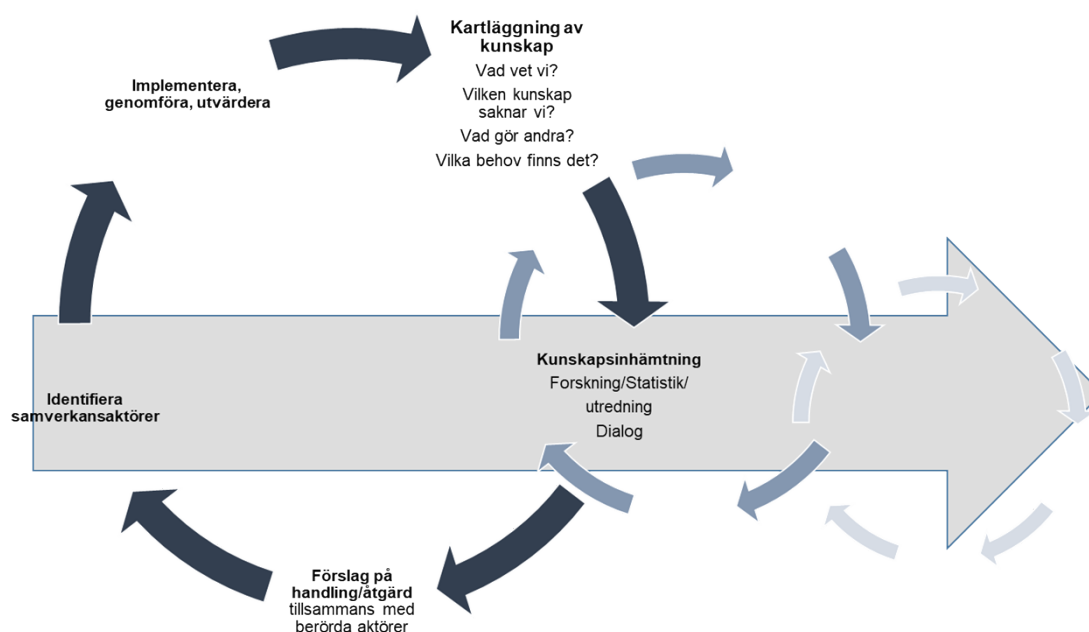 Kartläggning av
kunskap
Vad vet vi?
Vilken kunskap
saknar vi?
Vad gör andra?
Vilka behov finns det?
Implementera,
genomföra, utvärdera
Kunskapsinhämtning
Forskning/Statistik/
utredning
Dialog
Identifiera
samverkansaktörer
Förslag på
handling/åtgärd
tillsammans med
berörda aktörer